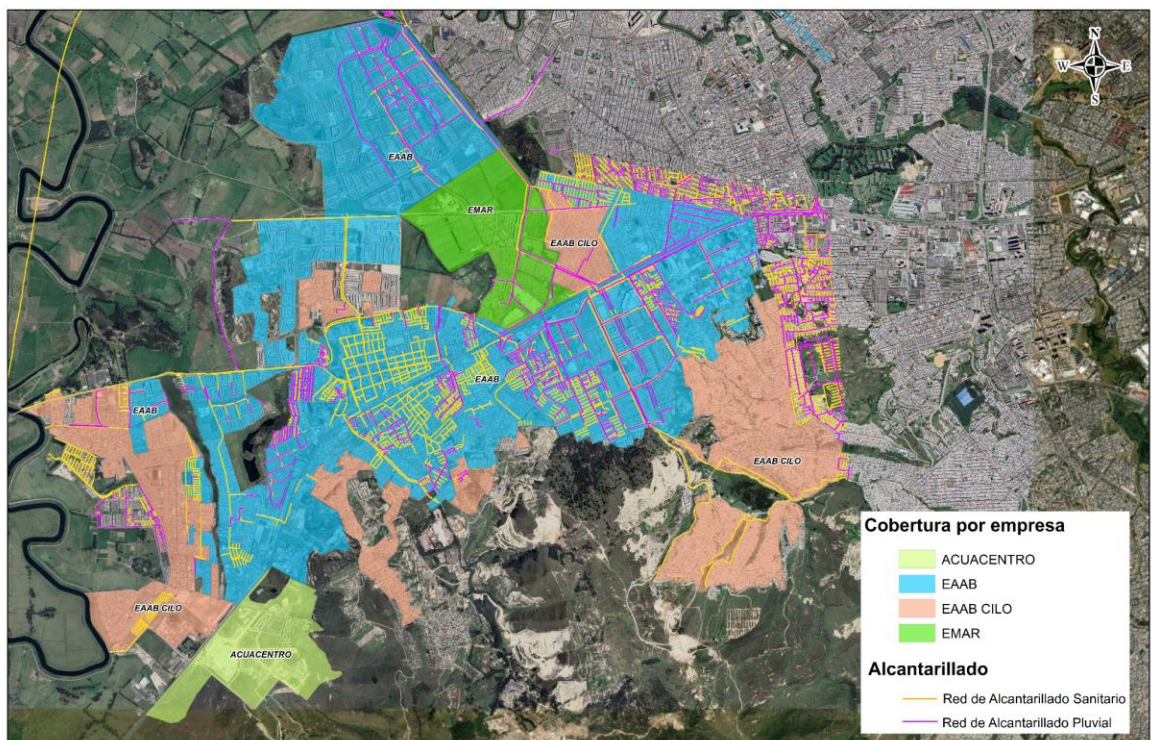 N
W E
S
EAAB
EMAR
EAAB CILO
EAAB
EAAB
EAAB CILO
EAAB CILO
ACUACENTRO
Cobertura por empresa
ACUACENTRO
EAAB
EAAB CILO
EMAR
Alcantarillado
Red de Alcantarillado Sanitario
Red de Alcantarillado Pluvial